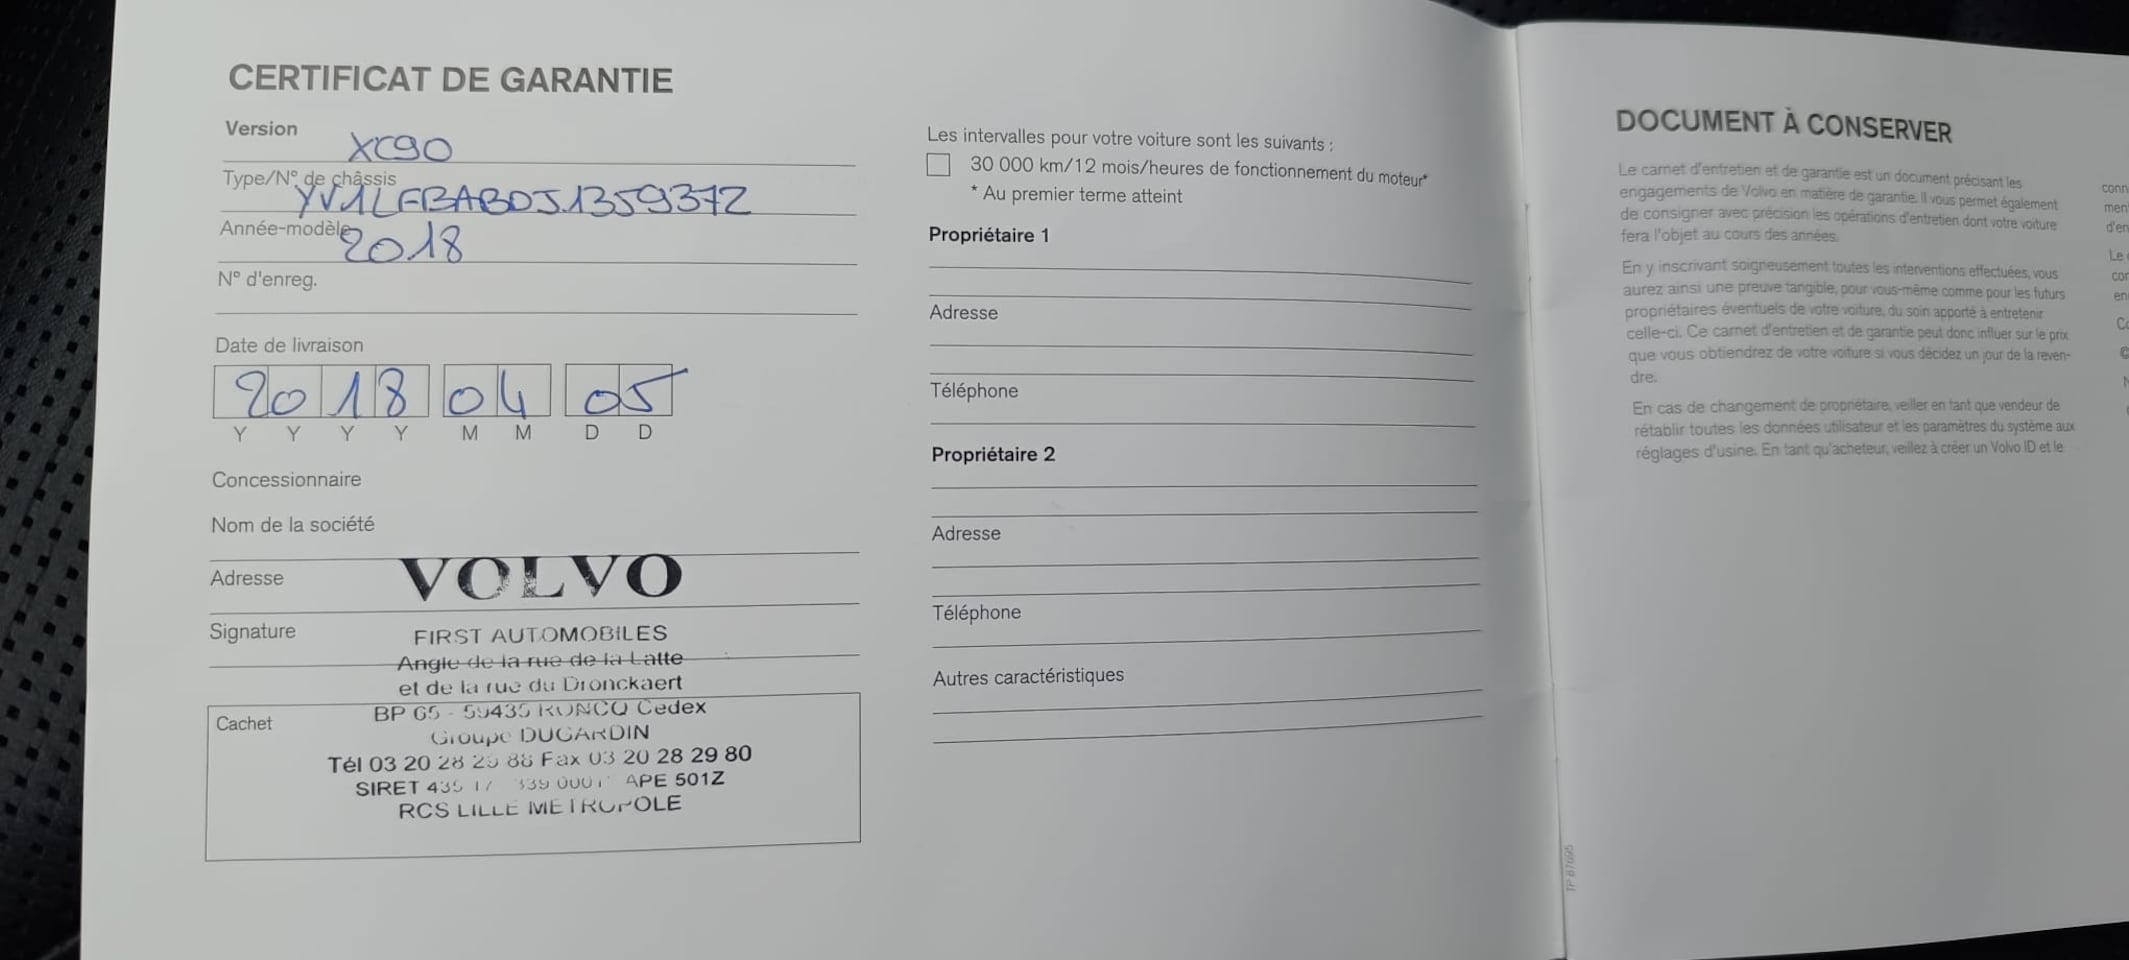 CERTIFICAT DE GARANTIE
Version XC90
Type/N° de châssis YV1LFBABDJ1359372
Année-modèle 2018
N° d'enreg.
Date de livraison
2018 04 05
Y Y Y Y M M D D
Concessionnaire
Nom de la société
Adresse
VOLVO
Signature
FIRST AUTOMOBILES
Angle de la rue de la Latte
et de la rue du Dronckaert
Cachet
BP 65 - 59435 RONCQ Cedex
Groupe DUGARDIN
Tél 03 20 28 29 88 Fax 03 20 28 29 80
SIRET 435 17 339 0001 APE 501Z
RCS LILLE METROPOLE
Les intervalles pour votre voiture sont les suivants :
30 000 km/12 mois/heures de fonctionnement du moteur*
* Au premier terme atteint
Propriétaire 1
Adresse
Téléphone
Propriétaire 2
Adresse
Téléphone
Autres caractéristiques
TP 87695
DOCUMENT À CONSERVER
Le carnet d'entretien et de garantie est un document précisant les
engagements de Volvo en matière de garantie. Il vous permet également
de consigner avec précision les opérations d'entretien dont votre voiture
fera l'objet au cours des années.
En y inscrivant soigneusement toutes les interventions effectuées, vous
aurez ainsi une preuve tangible, pour vous-même comme pour les futurs
propriétaires éventuels de votre voiture, du soin apporté à entretenir
celle-ci. Ce carnet d'entretien et de garantie peut donc influer sur le prix
que vous obtiendrez de votre voiture si vous décidez un jour de la reven-
dre.
En cas de changement de propriétaire, veiller en tant que vendeur de
rétablir toutes les données utilisateur et les paramètres du système aux
réglages d'usine. En tant qu'acheteur, veillez à créer un Volvo ID et le